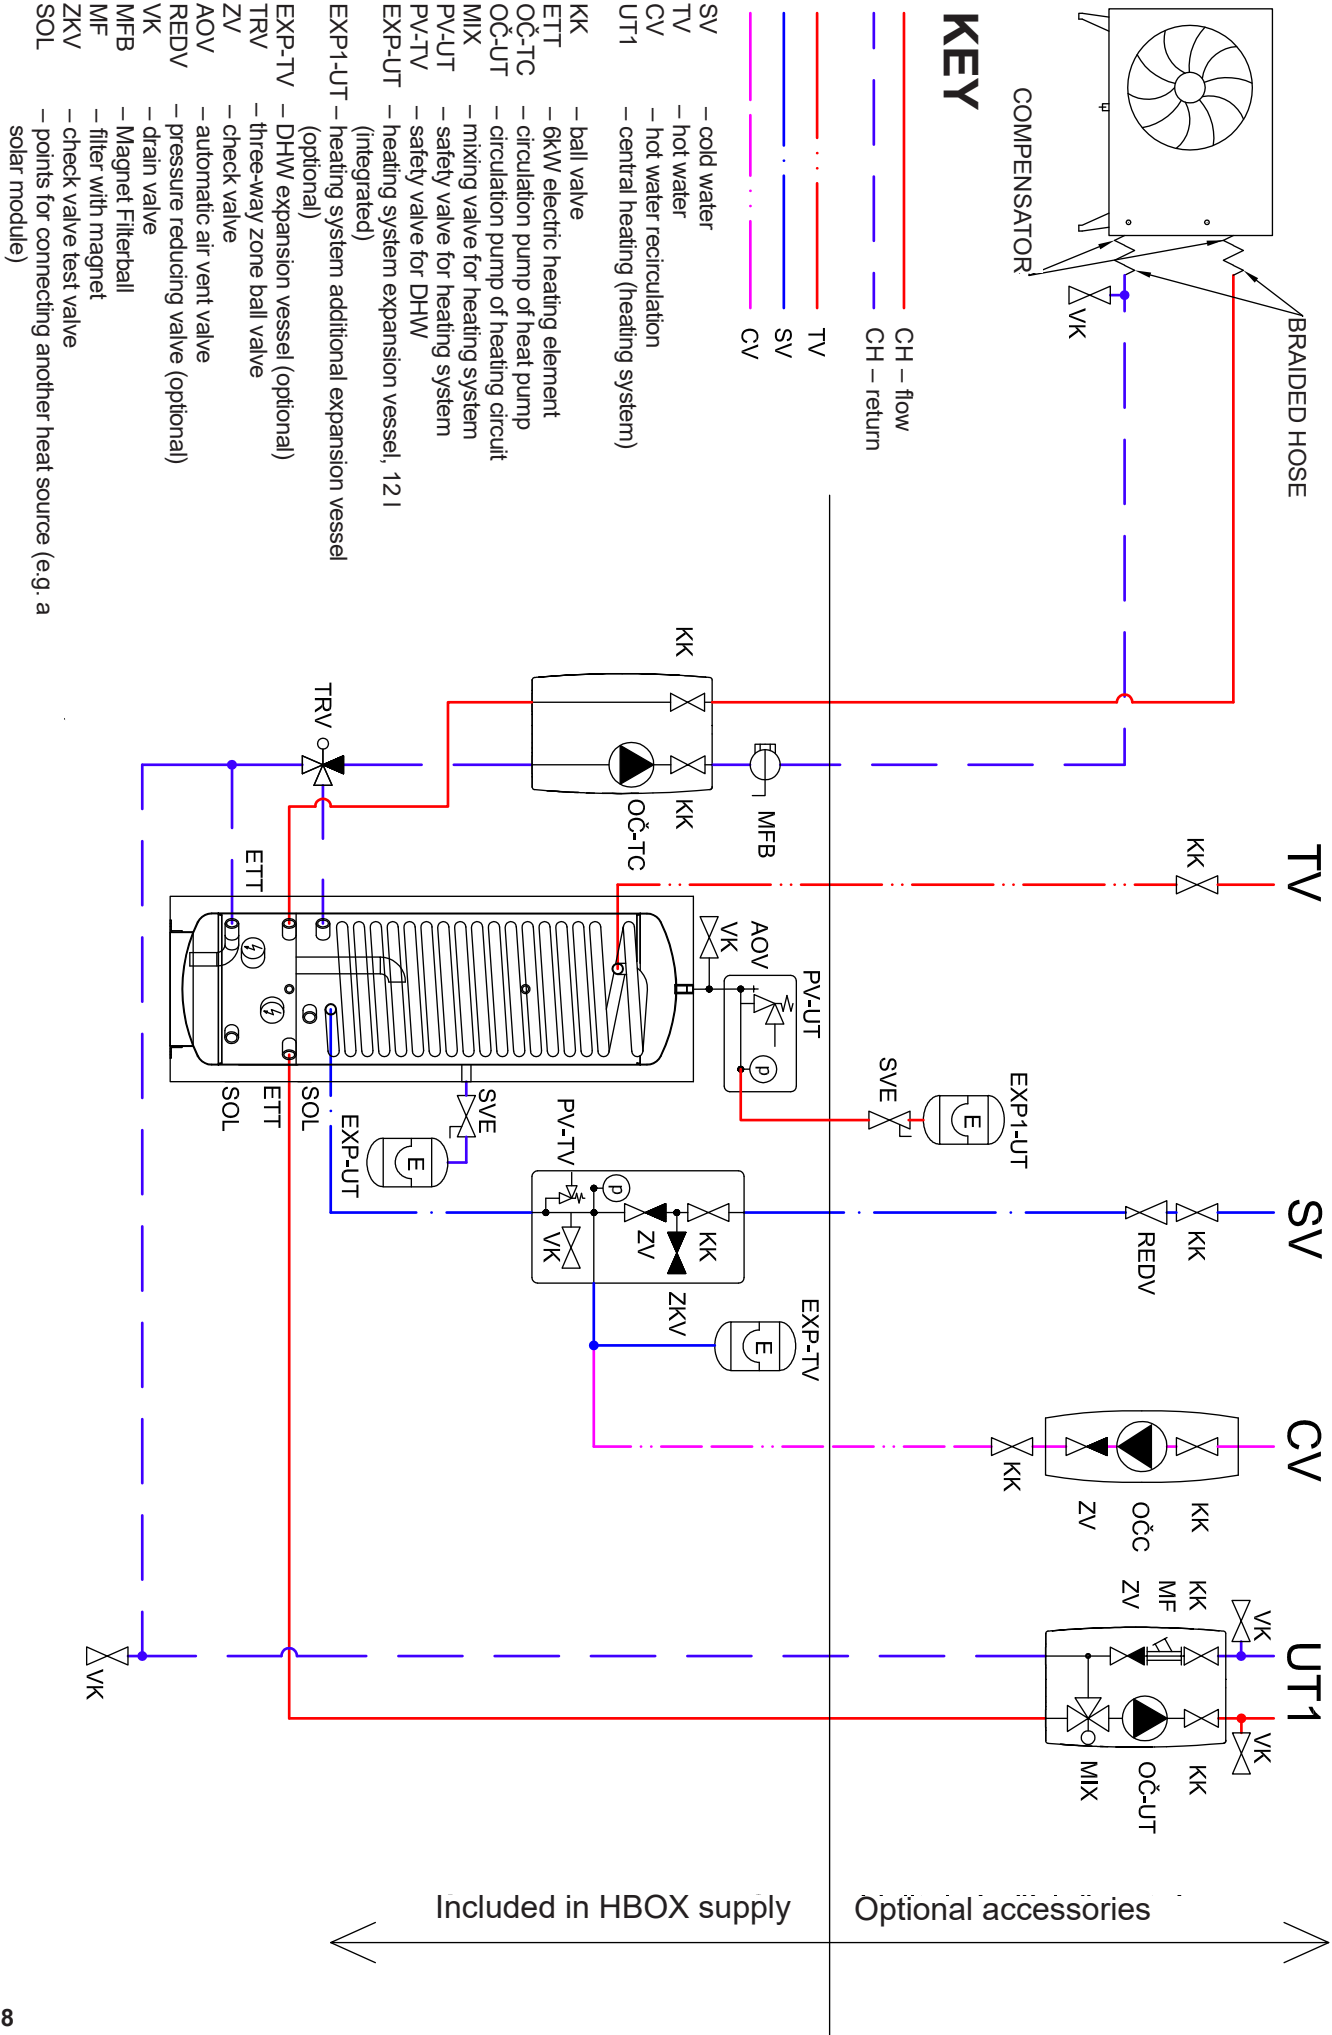 TV
SV
CV
UT1
BRAIDED HOSE
COMPENSATOR
VK
KK
KK
REDV
KK
OČC
ZV
KK
VK
VK
KK
MF
ZV
KK
OČ-UT
MIX
EXP1-UT
E
SVE
PV-UT
p
AOV
VK
KK
KK
OČ-TC
MFB
TRV
ETT
SOL
ETT
SOL
SVE
EXP-UT
E
PV-TV
p
VK
ZV
KK
ZKV
EXP-TV
E
VK
KEY
CH – flow
CH – return
TV
SV
CV
SV – cold water
TV – hot water
CV – hot water recirculation
UT1 – central heating (heating system)
KK – ball valve
ETT – 6kW electric heating element
OČ-TC – circulation pump of heat pump
OČ-UT – circulation pump of heating circuit
MIX – mixing valve for heating system
PV-UT – safety valve for heating system
PV-TV – safety valve for DHW
EXP-UT – heating system expansion vessel, 12 l
(integrated)
EXP1-UT – heating system additional expansion vessel
(optional)
EXP-TV – DHW expansion vessel (optional)
TRV – three-way zone ball valve
ZV – check valve
AOV – automatic air vent valve
REDV – pressure reducing valve (optional)
VK – drain valve
MFB – Magnet Filterball
MF – filter with magnet
ZKV – check valve test valve
SOL – points for connecting another heat source (e.g. a
solar module)
Included in HBOX supply
Optional accessories
8